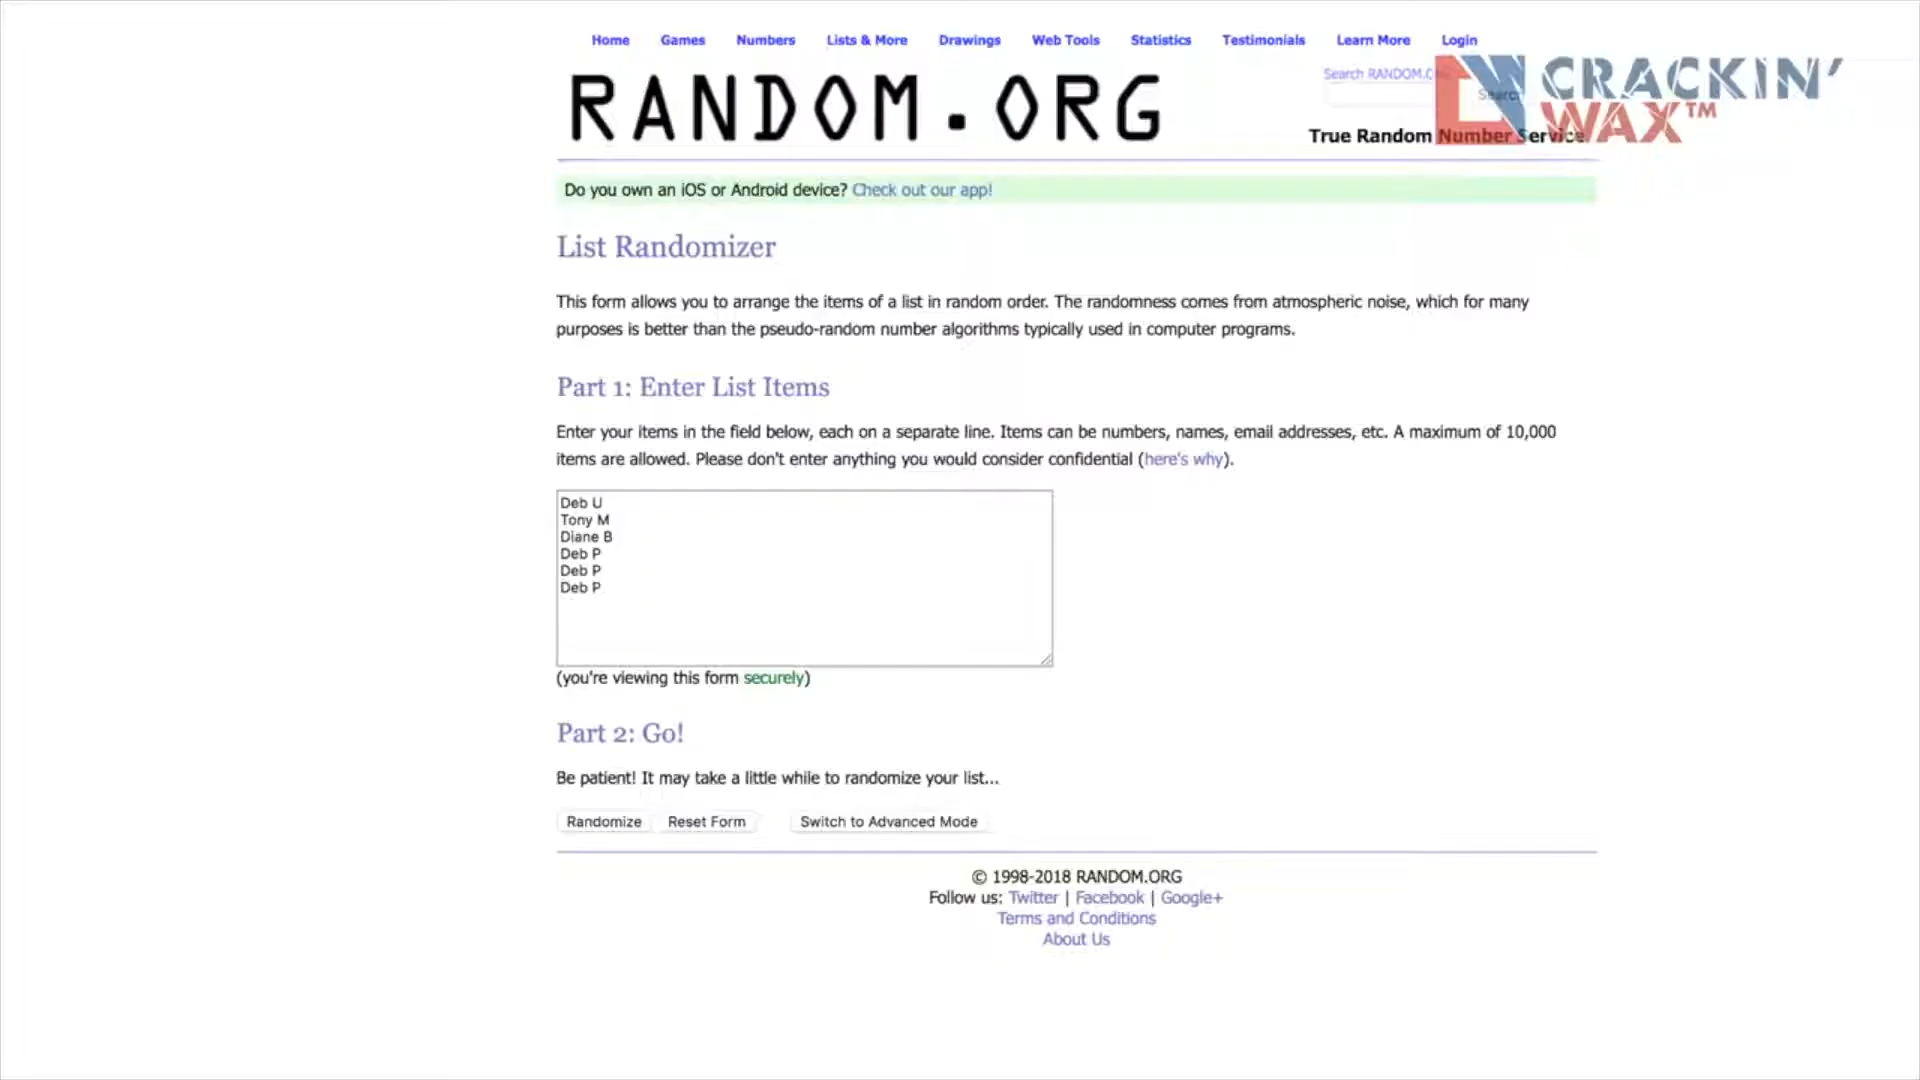 Home Games Numbers Lists & More Drawings Web Tools Statistics Testimonials Learn More Login
RANDOM.ORG
Search RANDOM.O
Search
CRACKIN'
WAX™
True Random Number Service
Do you own an iOS or Android device? Check out our app!
List Randomizer
This form allows you to arrange the items of a list in random order. The randomness comes from atmospheric noise, which for many
purposes is better than the pseudo-random number algorithms typically used in computer programs.
Part 1: Enter List Items
Enter your items in the field below, each on a separate line. Items can be numbers, names, email addresses, etc. A maximum of 10,000
items are allowed. Please don't enter anything you would consider confidential (here's why).
Deb U
Tony M
Diane B
Deb P
Deb P
Deb P
(you're viewing this form securely)
Part 2: Go!
Be patient! It may take a little while to randomize your list...
Randomize Reset Form Switch to Advanced Mode
© 1998-2018 RANDOM.ORG
Follow us: Twitter | Facebook | Google+
Terms and Conditions
About Us